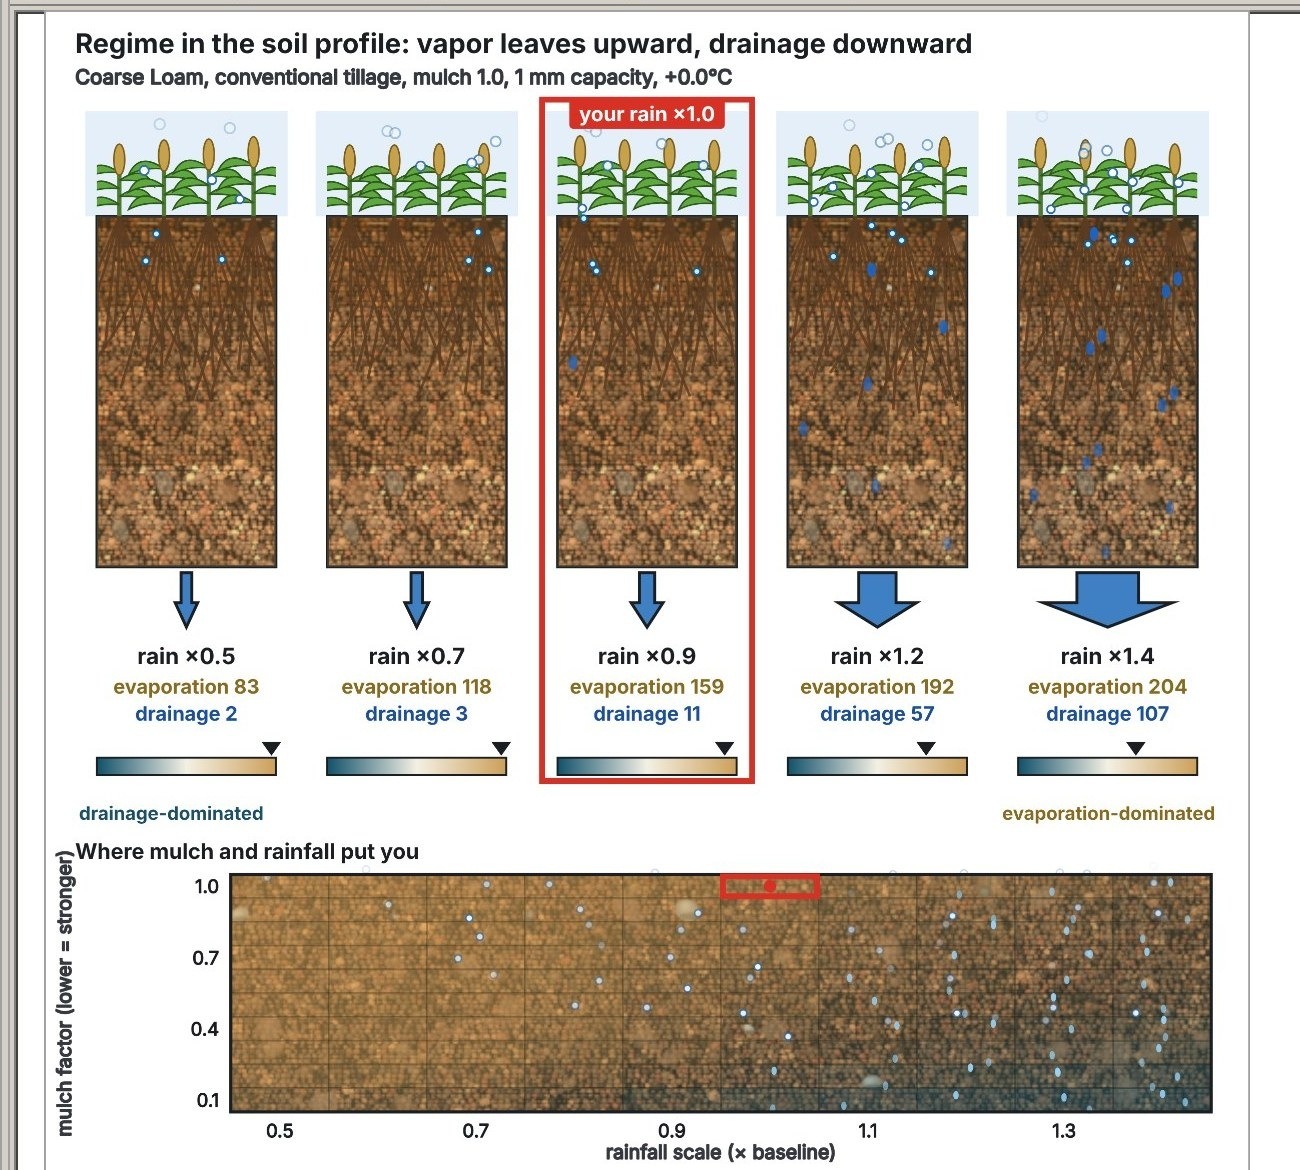 Regime in the soil profile: vapor leaves upward, drainage downward
Coarse Loam, conventional tillage, mulch 1.0, 1 mm capacity, +0.0°C
your rain ×1.0
rain ×0.5
evaporation 83
drainage 2
rain ×0.7
evaporation 118
drainage 3
rain ×0.9
evaporation 159
drainage 11
rain ×1.2
evaporation 192
drainage 57
rain ×1.4
evaporation 204
drainage 107
drainage-dominated
evaporation-dominated
Where mulch and rainfall put you
mulch factor (lower = stronger)
1.0
0.7
0.4
0.1
0.5 0.7 0.9 1.1 1.3
rainfall scale (× baseline)